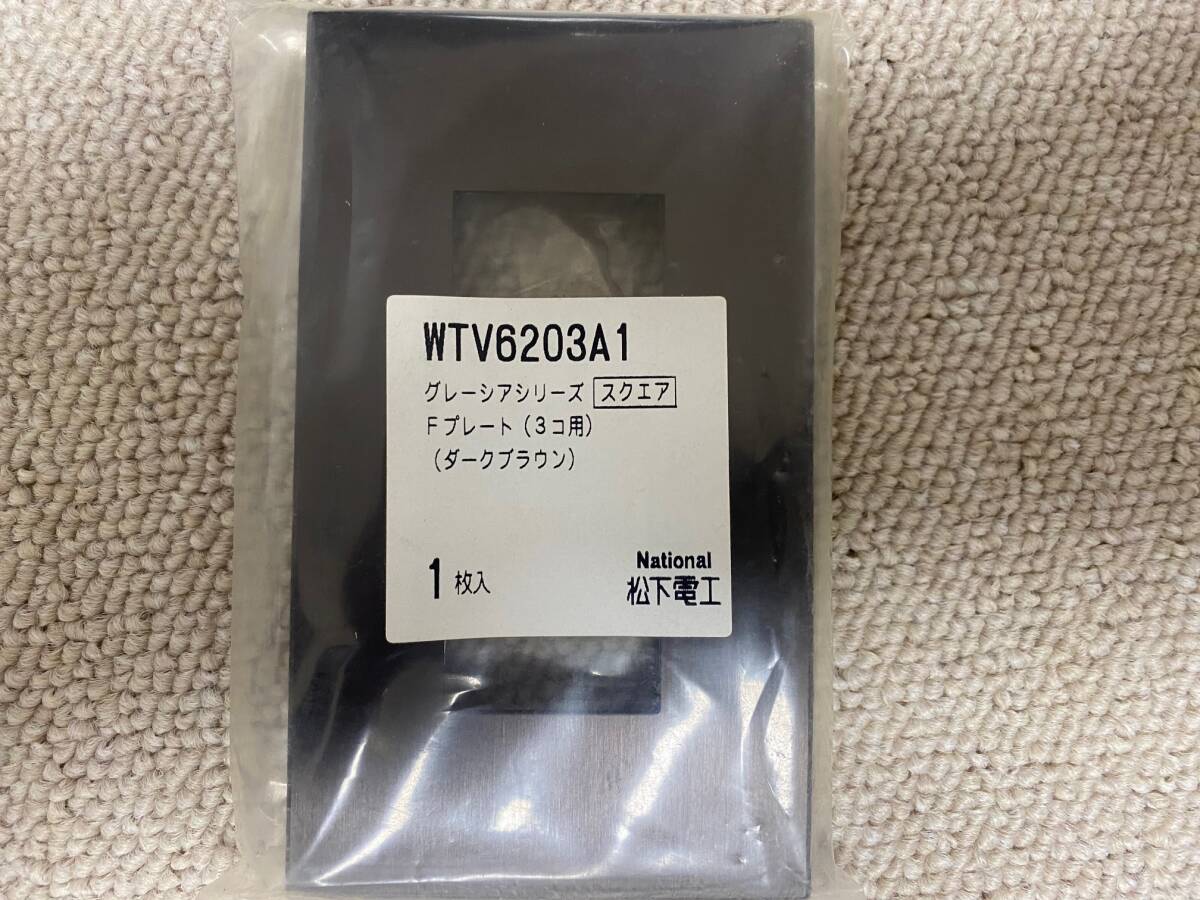 WTV6203A1
グレーシアシリーズ スクエア
Fプレート(3コ用)
(ダークブラウン)
1枚入
National
松下電工